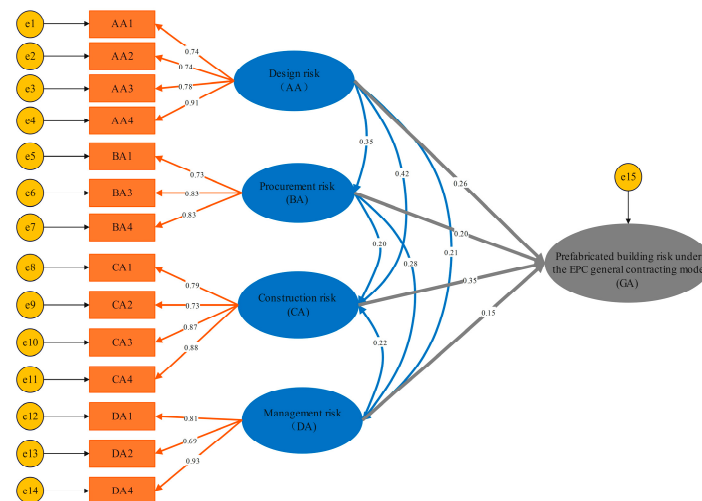 e1
AA1
e2
AA2
e3
AA3
e4
AA4
e5
BA1
e6
BA3
e7
BA4
e8
CA1
e9
CA2
e10
CA3
e11
CA4
e12
DA1
e13
DA2
e14
DA4
0.74
0.74
0.78
0.91
0.73
0.83
0.83
0.79
0.73
0.87
0.88
0.81
0.69
0.93
Design risk
(AA)
Procurement risk
(BA)
Construction risk
(CA)
Management risk
(DA)
0.38
0.42
0.20
0.28
0.21
0.22
0.26
0.20
0.35
0.15
e15
Prefabricated building risk under
the EPC general contracting mode
(GA)